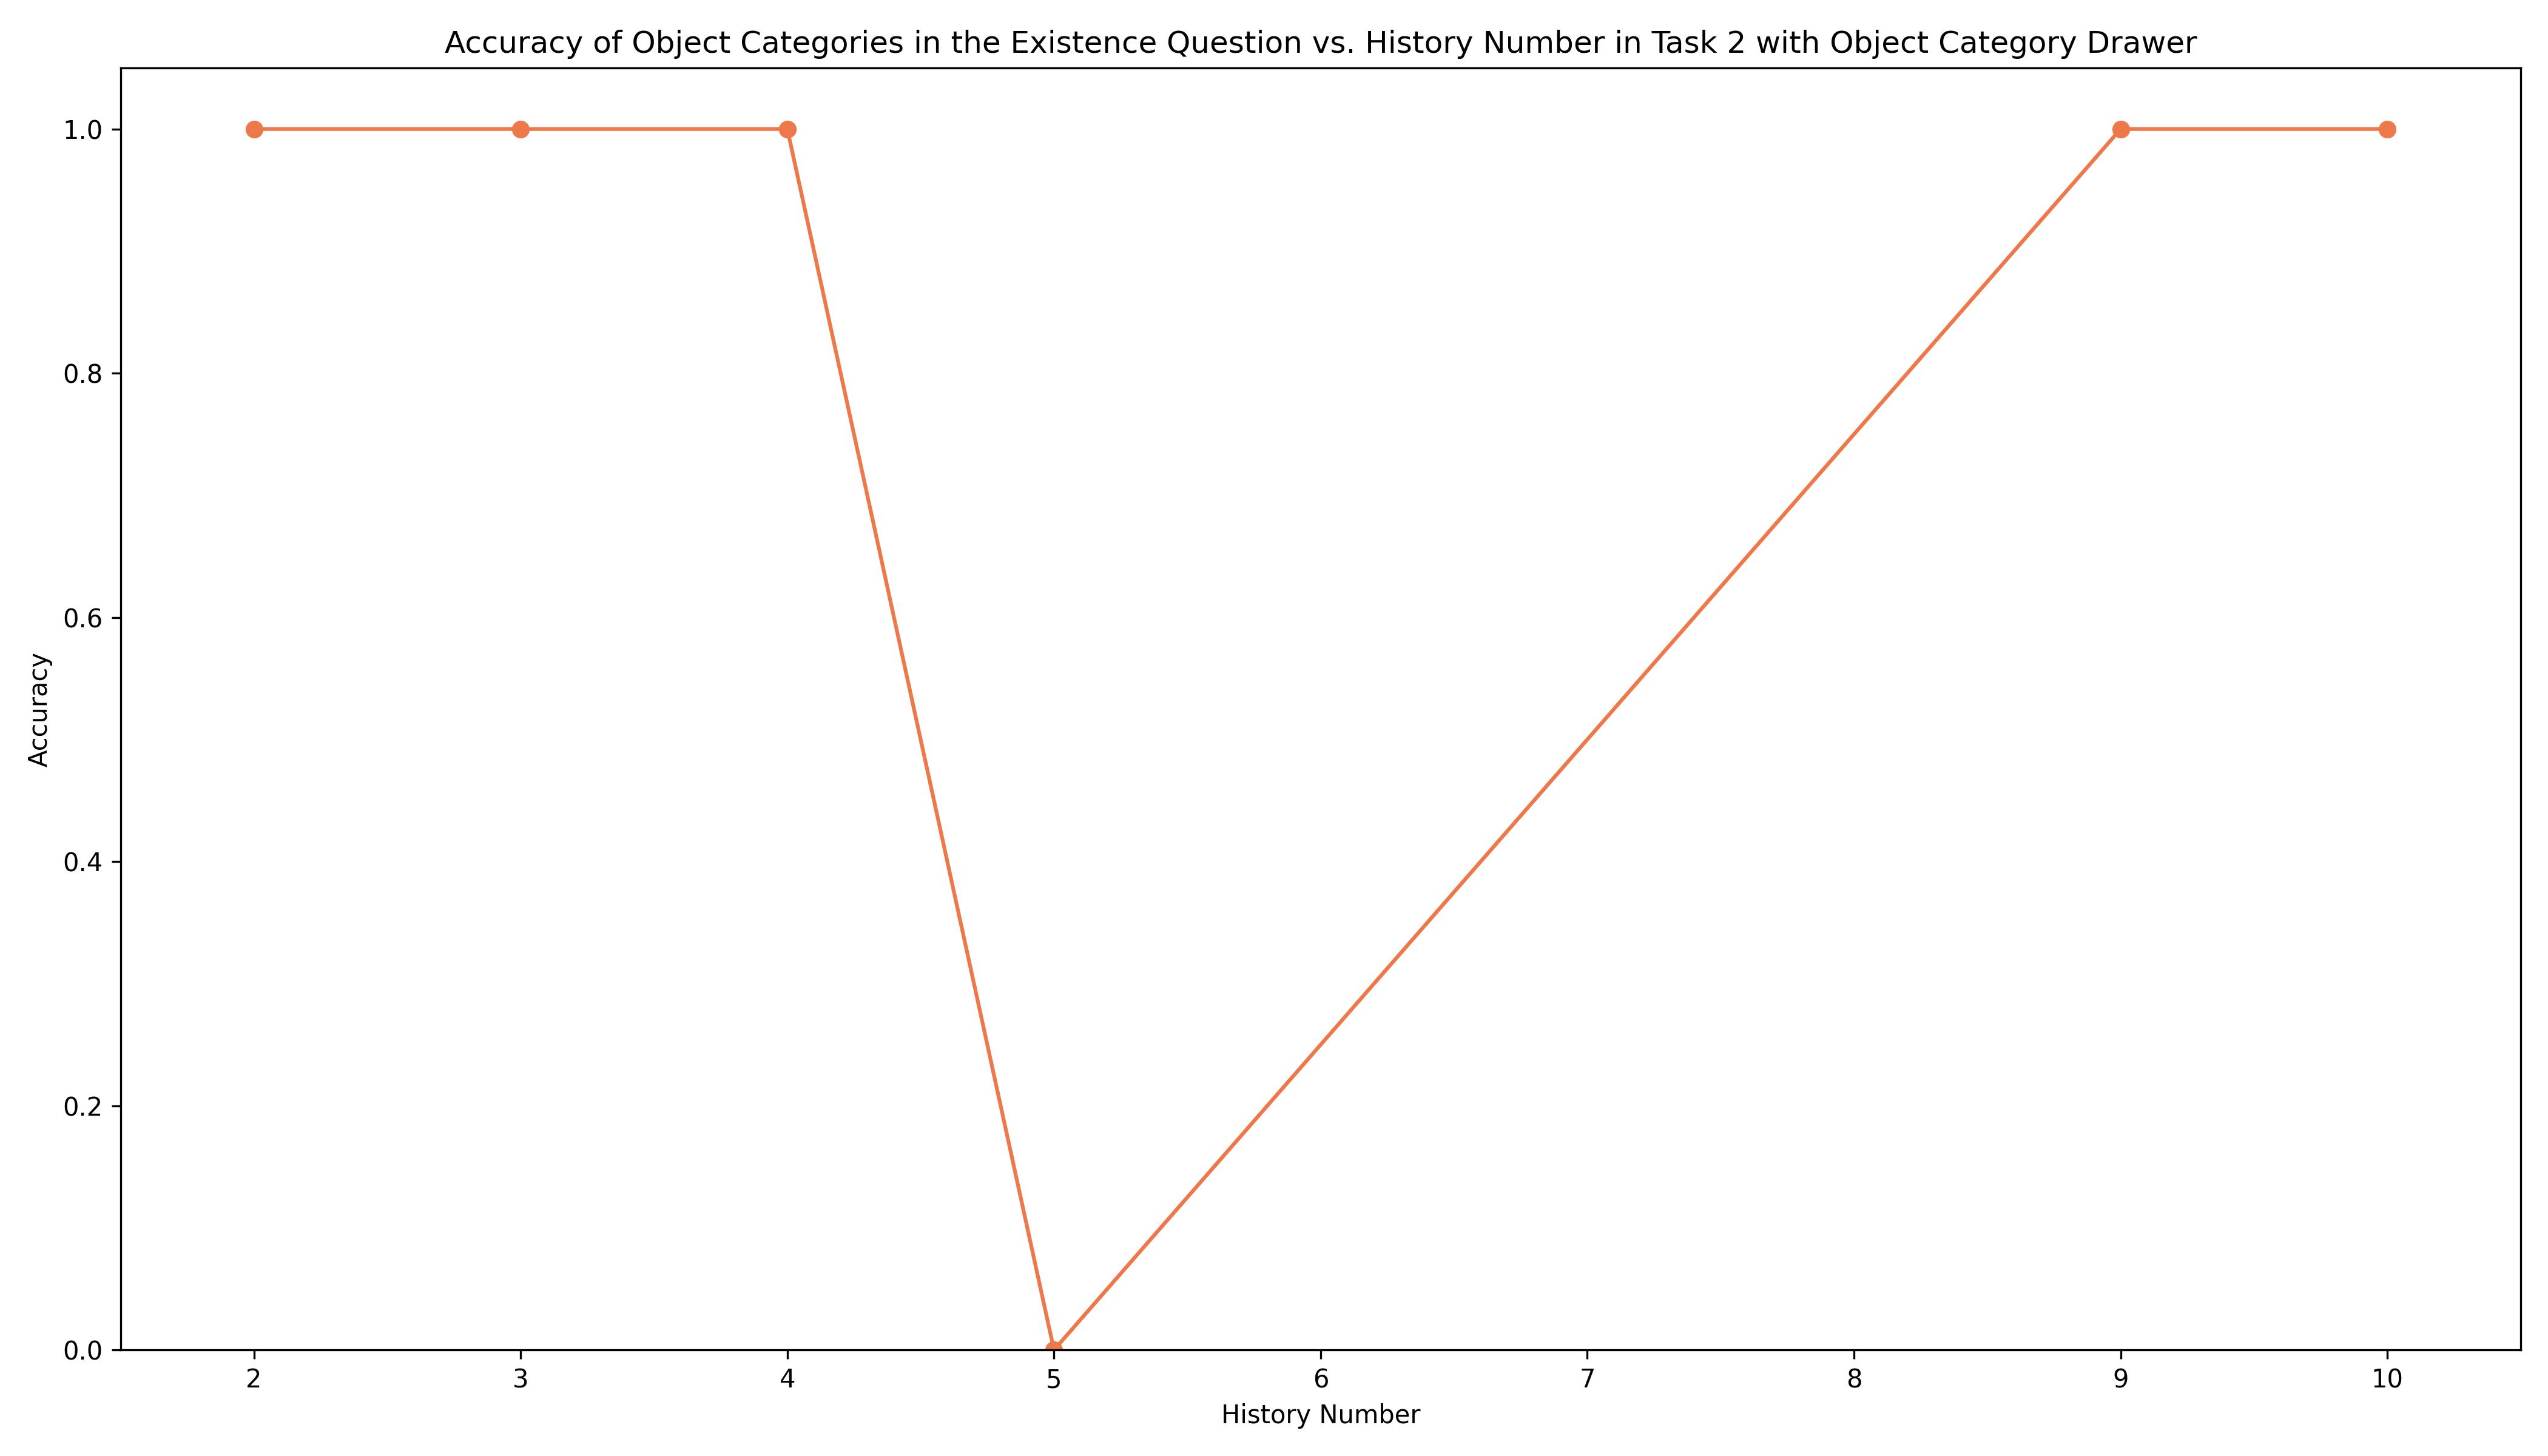 Accuracy of Object Categories in the Existence Question vs. History Number in Task 2 with Object Category Drawer
1.0
0.8
0.6
0.4
0.2
0.0
Accuracy
2 3 4 5 6 7 8 9 10
History Number